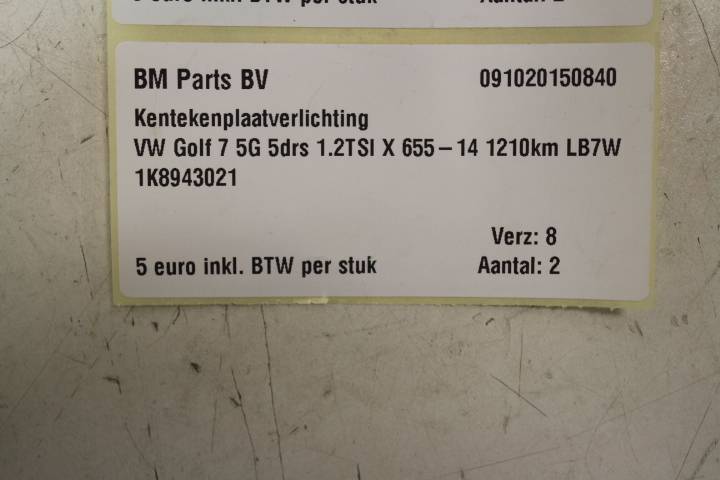 BM Parts BV 091020150840
Kentekenplaatverlichting
VW Golf 7 5G 5drs 1.2TSI X 655-14 1210km LB7W
1K8943021
Verz: 8
5 euro inkl. BTW per stuk Aantal: 2